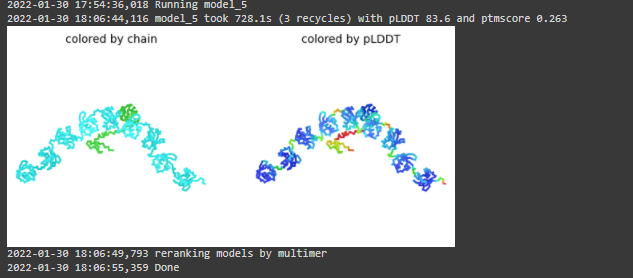 2022-01-30 17:54:36,018 Running model_5
2022-01-30 18:06:44,116 model_5 took 728.1s (3 recycles) with pLDDT 83.6 and ptmscore 0.263
colored by chain
colored by pLDDT
2022-01-30 18:06:49,793 reranking models by multimer
2022-01-30 18:06:55,359 Done